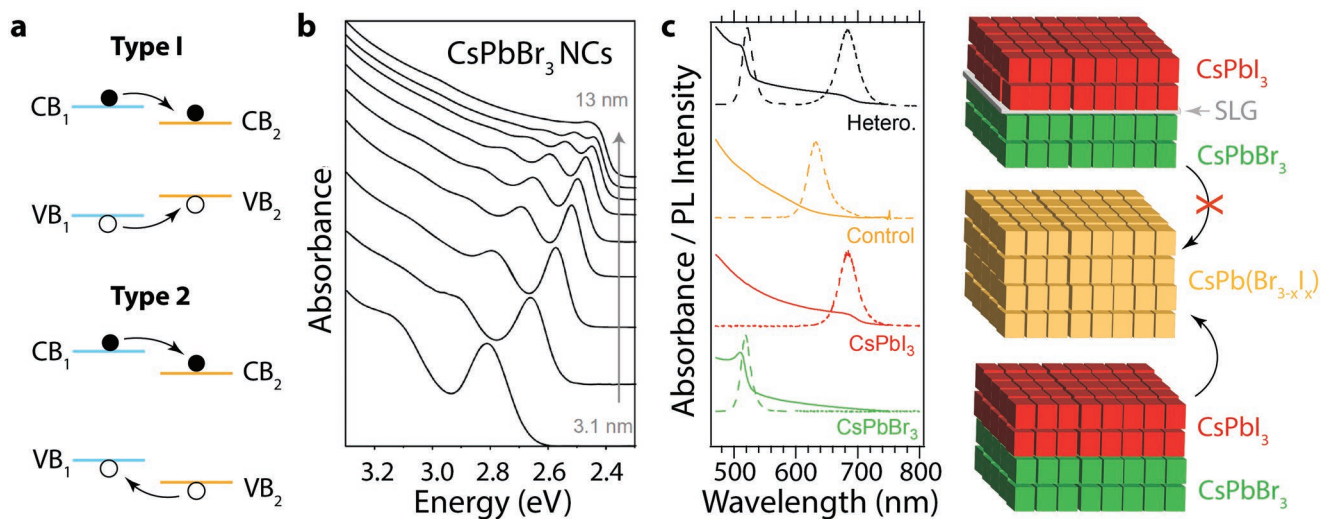 a
Type I
CB₁
CB₂
VB₁
VB₂
Type 2
CB₁
CB₂
VB₁
VB₂
b
CsPbBr₃ NCs
13 nm
3.1 nm
Absorbance
3.2 3.0 2.8 2.6 2.4
Energy (eV)
c
Hetero.
Control
CsPbI₃
CsPbBr₃
Absorbance / PL Intensity
500 600 700 800
Wavelength (nm)
CsPbI₃
SLG
CsPbBr₃
CsPb(Br₃₋ₓIₓ)
CsPbI₃
CsPbBr₃